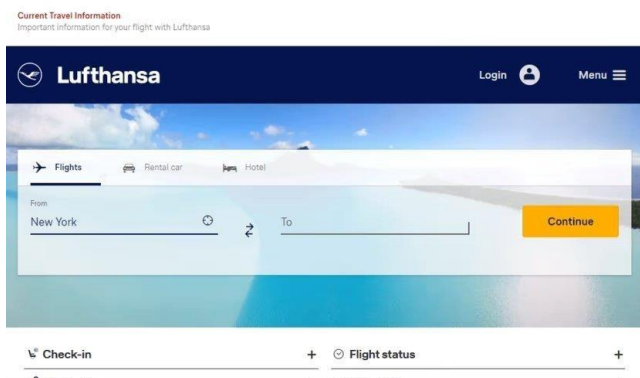 Current Travel Information
Important information for your flight with Lufthansa
Lufthansa
Login
Menu
Flights
Rental car
Hotel
From
New York
To
Continue
Check-in
Flight status